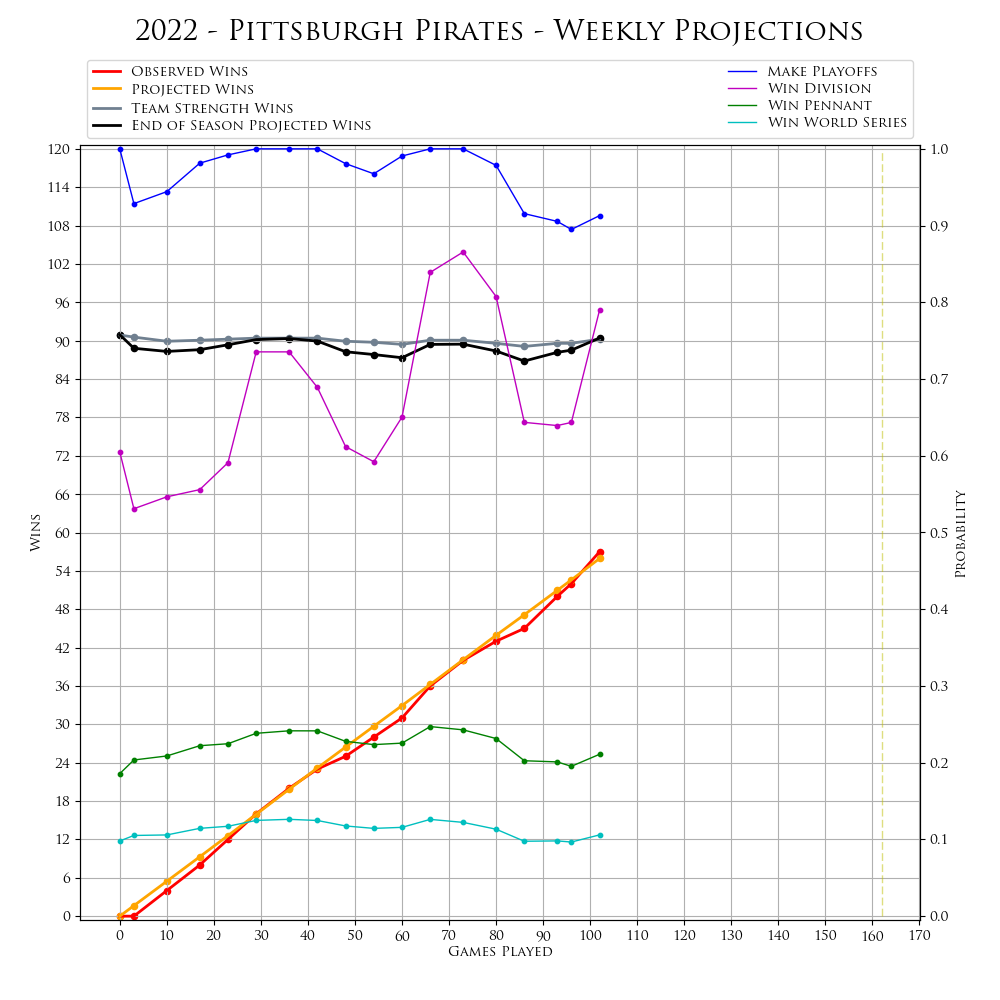 2022 - Pittsburgh Pirates - Weekly Projections
Observed Wins
Projected Wins
Team Strength Wins
End of Season Projected Wins
Make Playoffs
Win Division
Win Pennant
Win World Series
120
114
108
102
96
90
84
78
72
66
60
54
48
42
36
30
24
18
12
6
0
Wins
1.0
0.9
0.8
0.7
0.6
0.5
0.4
0.3
0.2
0.1
0.0
Probability
0 10 20 30 40 50 60 70 80 90 100 110 120 130 140 150 160 170
Games Played